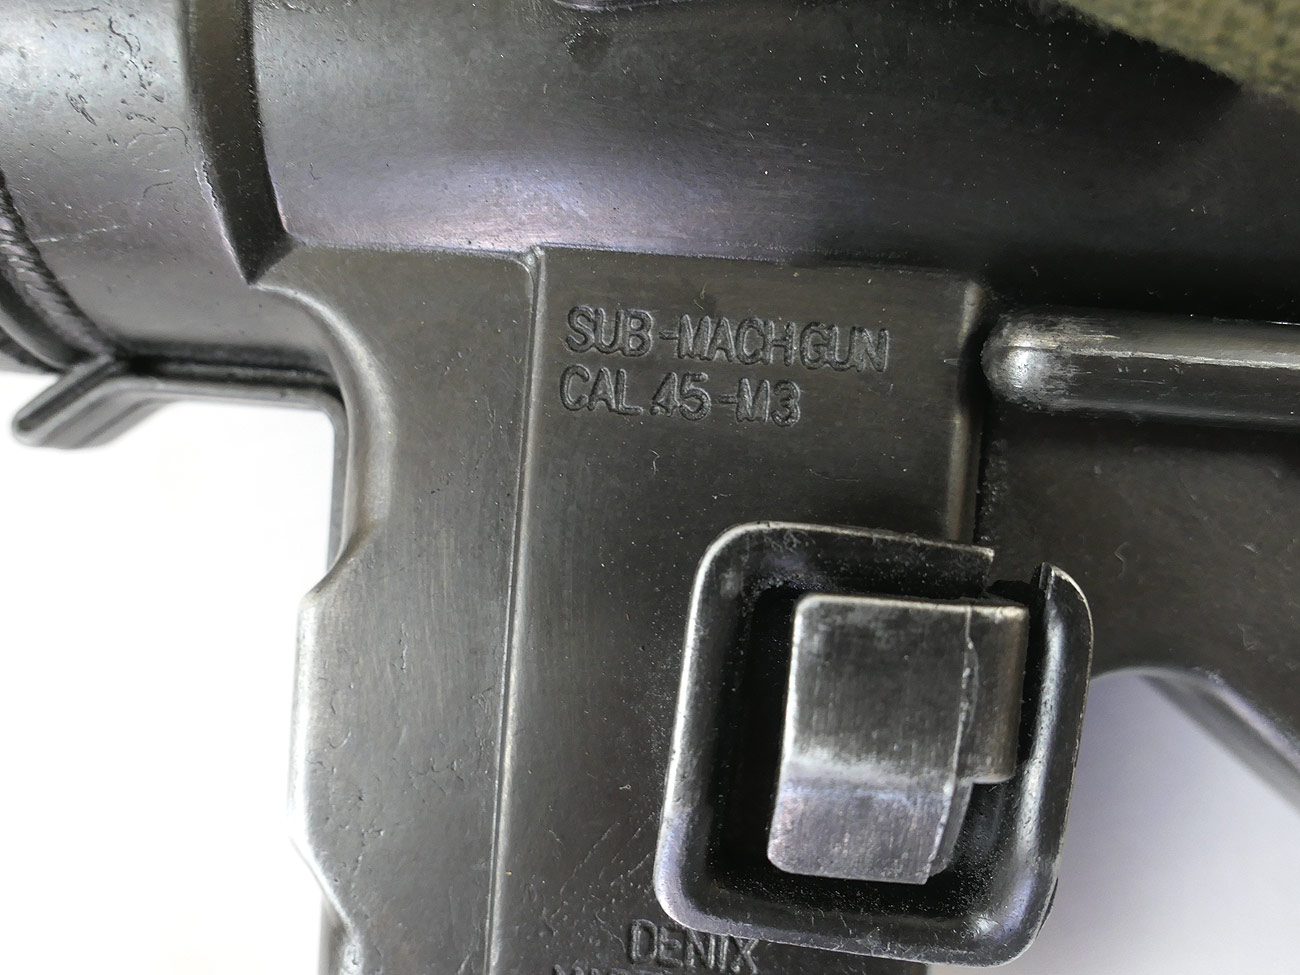 SUB-MACHGUN
CAL.45-M3
DENIX